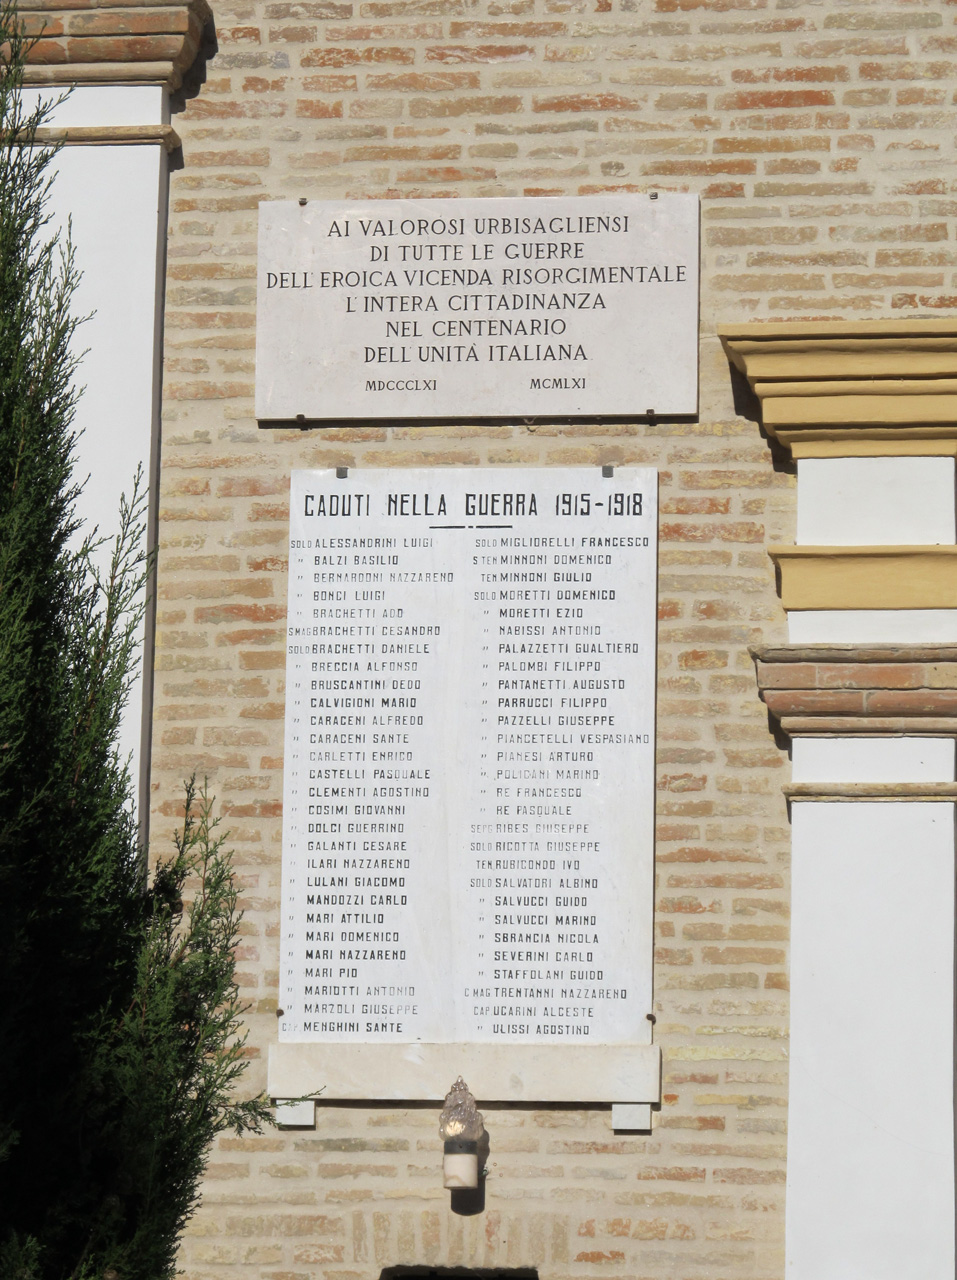 AI VALOROSI URBISAGLIENSI
DI TUTTE LE GUERRE
DELL'EROICA VICENDA RISORGIMENTALE
L'INTERA CITTADINANZA
NEL CENTENARIO
DELL'UNITÀ ITALIANA
MDCCCLXI MCMLXI
CADUTI NELLA GUERRA 1915-1918
SOLD ALESSANDRINI LUIGI
" BALZI BASILIO
" BERNARDONI NAZZARENO
" BONCI LUIGI
" BRACHETTI ADO
S.MAG BRACHETTI CESANDRO
SOLD BRACHETTI DANIELE
" BRECCIA ALFONSO
" BRUSCANTINI DEDO
" CALVIGIONI MARIO
" CARACENI ALFREDO
" CARACENI SANTE
" CARLETTI ENRICO
" CASTELLI PASQUALE
" CLEMENTI AGOSTINO
" COSIMI GIOVANNI
" DOLCI GUERRINO
" GALANTI CESARE
" ILARI NAZZARENO
" LULANI GIACOMO
" MANDOZZI CARLO
" MARI ATTILIO
" MARI DOMENICO
" MARI NAZZARENO
" MARI PIO
" MARIOTTI ANTONIO
" MARZOLI GIUSEPPE
CAP. MENGHINI SANTE
SOLD MIGLIORELLI FRANCESCO
S TEN MINNONI DOMENICO
TEN MINNONI GIULIO
SOLD MORETTI DOMENICO
" MORETTI EZIO
" NABISSI ANTONIO
" PALAZZETTI GUALTIERO
" PALOMBI FILIPPO
" PANTANETTI AUGUSTO
" PARRUCCI FILIPPO
" PAZZELLI GIUSEPPE
" PIANCETELLI VESPASIANO
" PIANESI ARTURO
" POLICANI MARINO
" RE FRANCESCO
" RE PASQUALE
SERG RIBES GIUSEPPE
SOLD RICOTTA GIUSEPPE
TEN RUBICONDO IVO
SOLD SALVATORI ALBINO
" SALVUCCI GUIDO
" SALVUCCI MARINO
" SBRANCIA NICOLA
" SEVERINI CARLO
" STAFFOLANI GUIDO
C.MAG TRENTANNI NAZZARENO
CAP UCARINI ALCESTE
" ULISSI AGOSTINO